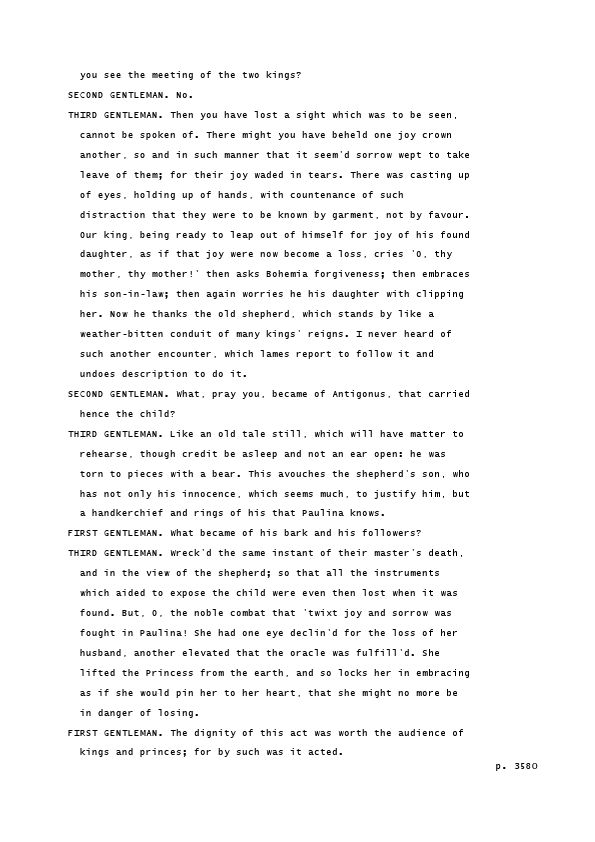 you see the meeting of the two kings?
SECOND GENTLEMAN. No.
THIRD GENTLEMAN. Then you have lost a sight which was to be seen,
cannot be spoken of. There might you have beheld one joy crown
another, so and in such manner that it seem'd sorrow wept to take
leave of them; for their joy waded in tears. There was casting up
of eyes, holding up of hands, with countenance of such
distraction that they were to be known by garment, not by favour.
Our king, being ready to leap out of himself for joy of his found
daughter, as if that joy were now become a loss, cries 'O, thy
mother, thy mother!' then asks Bohemia forgiveness; then embraces
his son-in-law; then again worries he his daughter with clipping
her. Now he thanks the old shepherd, which stands by like a
weather-bitten conduit of many kings' reigns. I never heard of
such another encounter, which lames report to follow it and
undoes description to do it.
SECOND GENTLEMAN. What, pray you, became of Antigonus, that carried
hence the child?
THIRD GENTLEMAN. Like an old tale still, which will have matter to
rehearse, though credit be asleep and not an ear open: he was
torn to pieces with a bear. This avouches the shepherd's son, who
has not only his innocence, which seems much, to justify him, but
a handkerchief and rings of his that Paulina knows.
FIRST GENTLEMAN. What became of his bark and his followers?
THIRD GENTLEMAN. Wreck'd the same instant of their master's death,
and in the view of the shepherd; so that all the instruments
which aided to expose the child were even then lost when it was
found. But, O, the noble combat that 'twixt joy and sorrow was
fought in Paulina! She had one eye declin'd for the loss of her
husband, another elevated that the oracle was fulfill'd. She
lifted the Princess from the earth, and so locks her in embracing
as if she would pin her to her heart, that she might no more be
in danger of losing.
FIRST GENTLEMAN. The dignity of this act was worth the audience of
kings and princes; for by such was it acted.
p. 3580